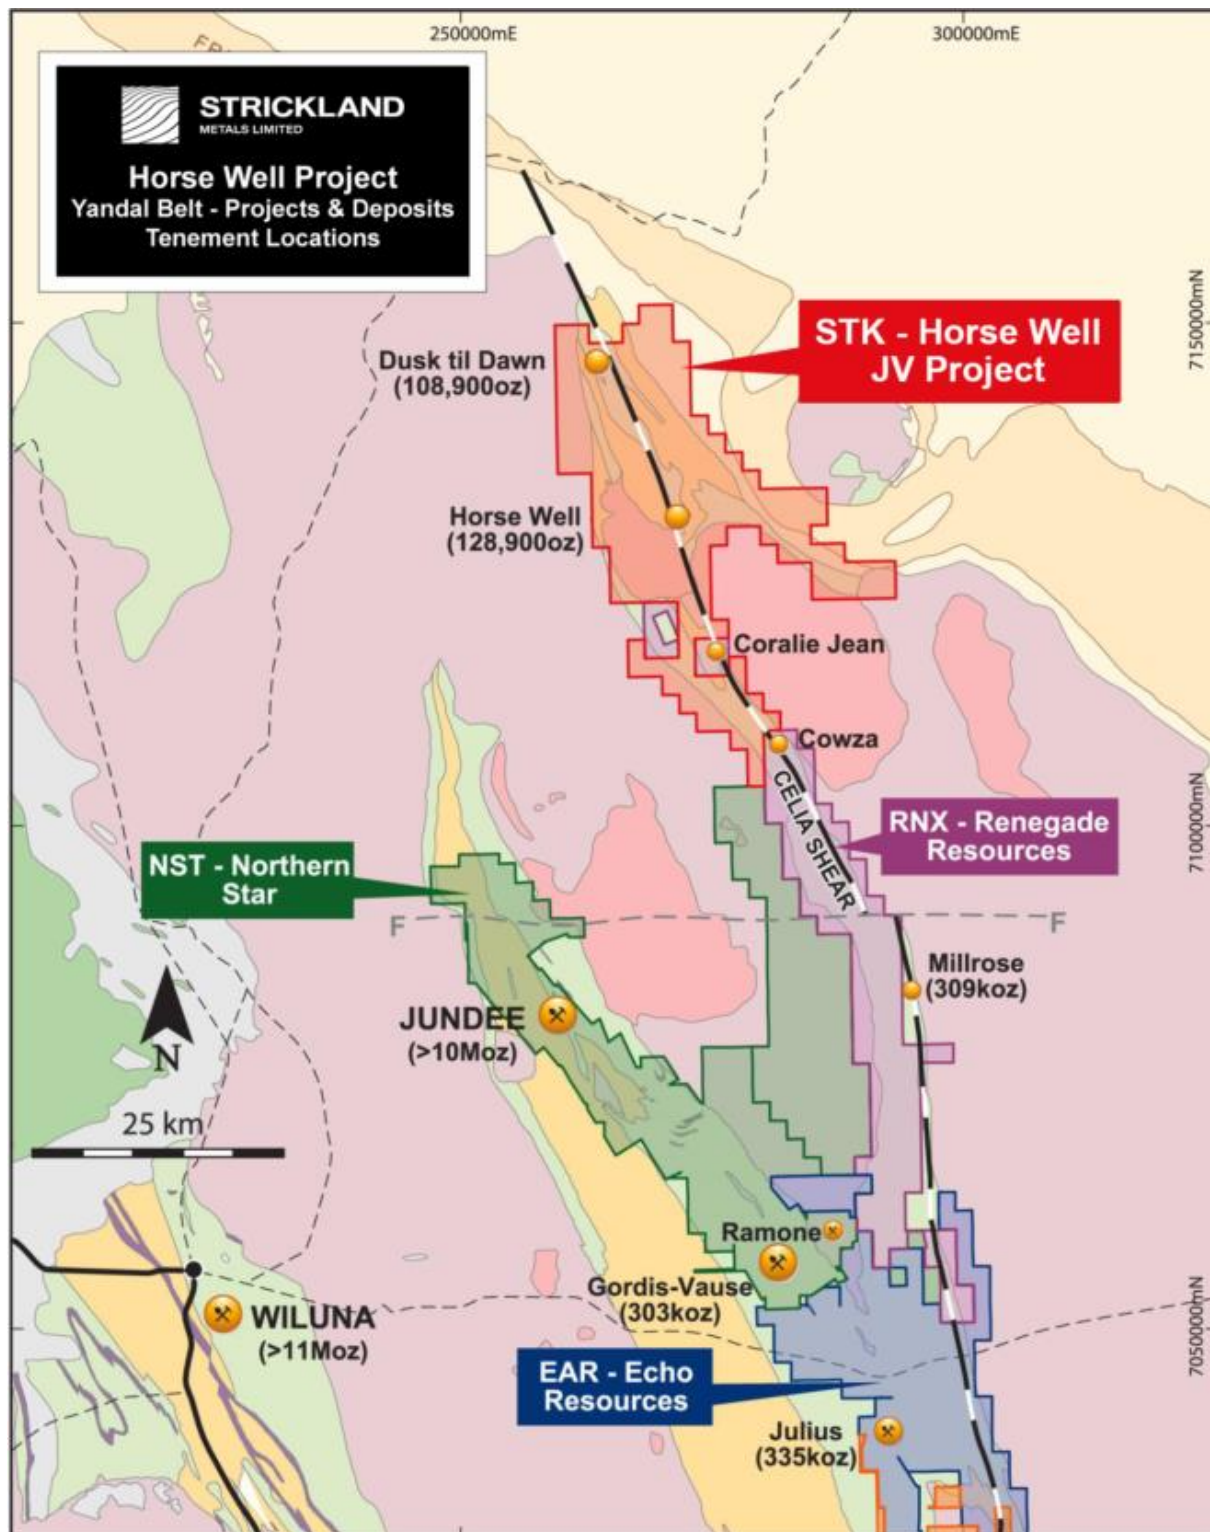 250000mE
300000mE
STRICKLAND
METALS LIMITED
Horse Well Project
Yandal Belt - Projects & Deposits
Tenement Locations
7150000mN
STK - Horse Well
JV Project
Dusk til Dawn
(108,900oz)
Horse Well
(128,900oz)
Coralie Jean
Cowza
CELIA SHEAR
RNX - Renegade
Resources
7100000mN
NST - Northern
Star
F
F
Millrose
(309koz)
JUNDEE
(>10Moz)
N
25 km
Ramone
Gordis-Vause
(303koz)
WILUNA
(>11Moz)
7050000mN
EAR - Echo
Resources
Julius
(335koz)